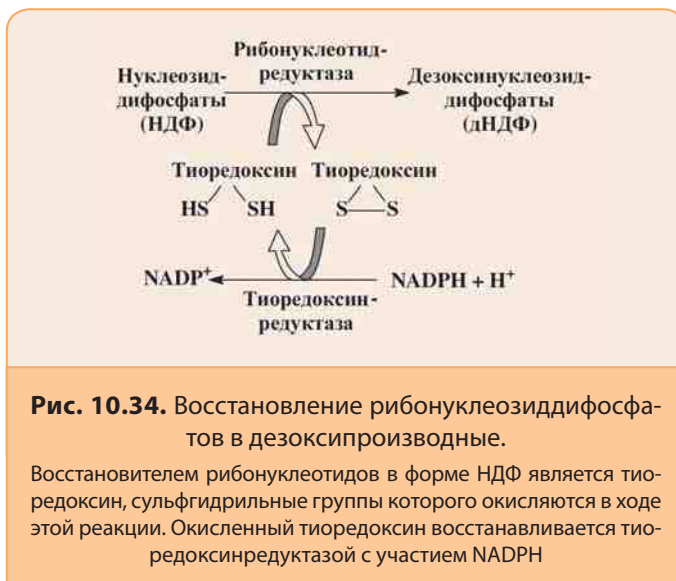 Рибонуклеотид-
редуктаза
Нуклеозид-
дифосфаты
(НДФ)
Дезоксинуклеозид-
дифосфаты
(дНДФ)
Тиоредоксин Тиоредоксин
HS SH S S
NADP+ NADPH + H+
Тиоредоксин-
редуктаза
Рис. 10.34. Восстановление рибонуклеозиддифосфа-
тов в дезоксипроизводные.
Восстановителем рибонуклеотидов в форме НДФ является тио-
редоксин, сульфгидрильные группы которого окисляются в ходе
этой реакции. Окисленный тиоредоксин восстанавливается тио-
редоксинредуктазой с участием NADPH